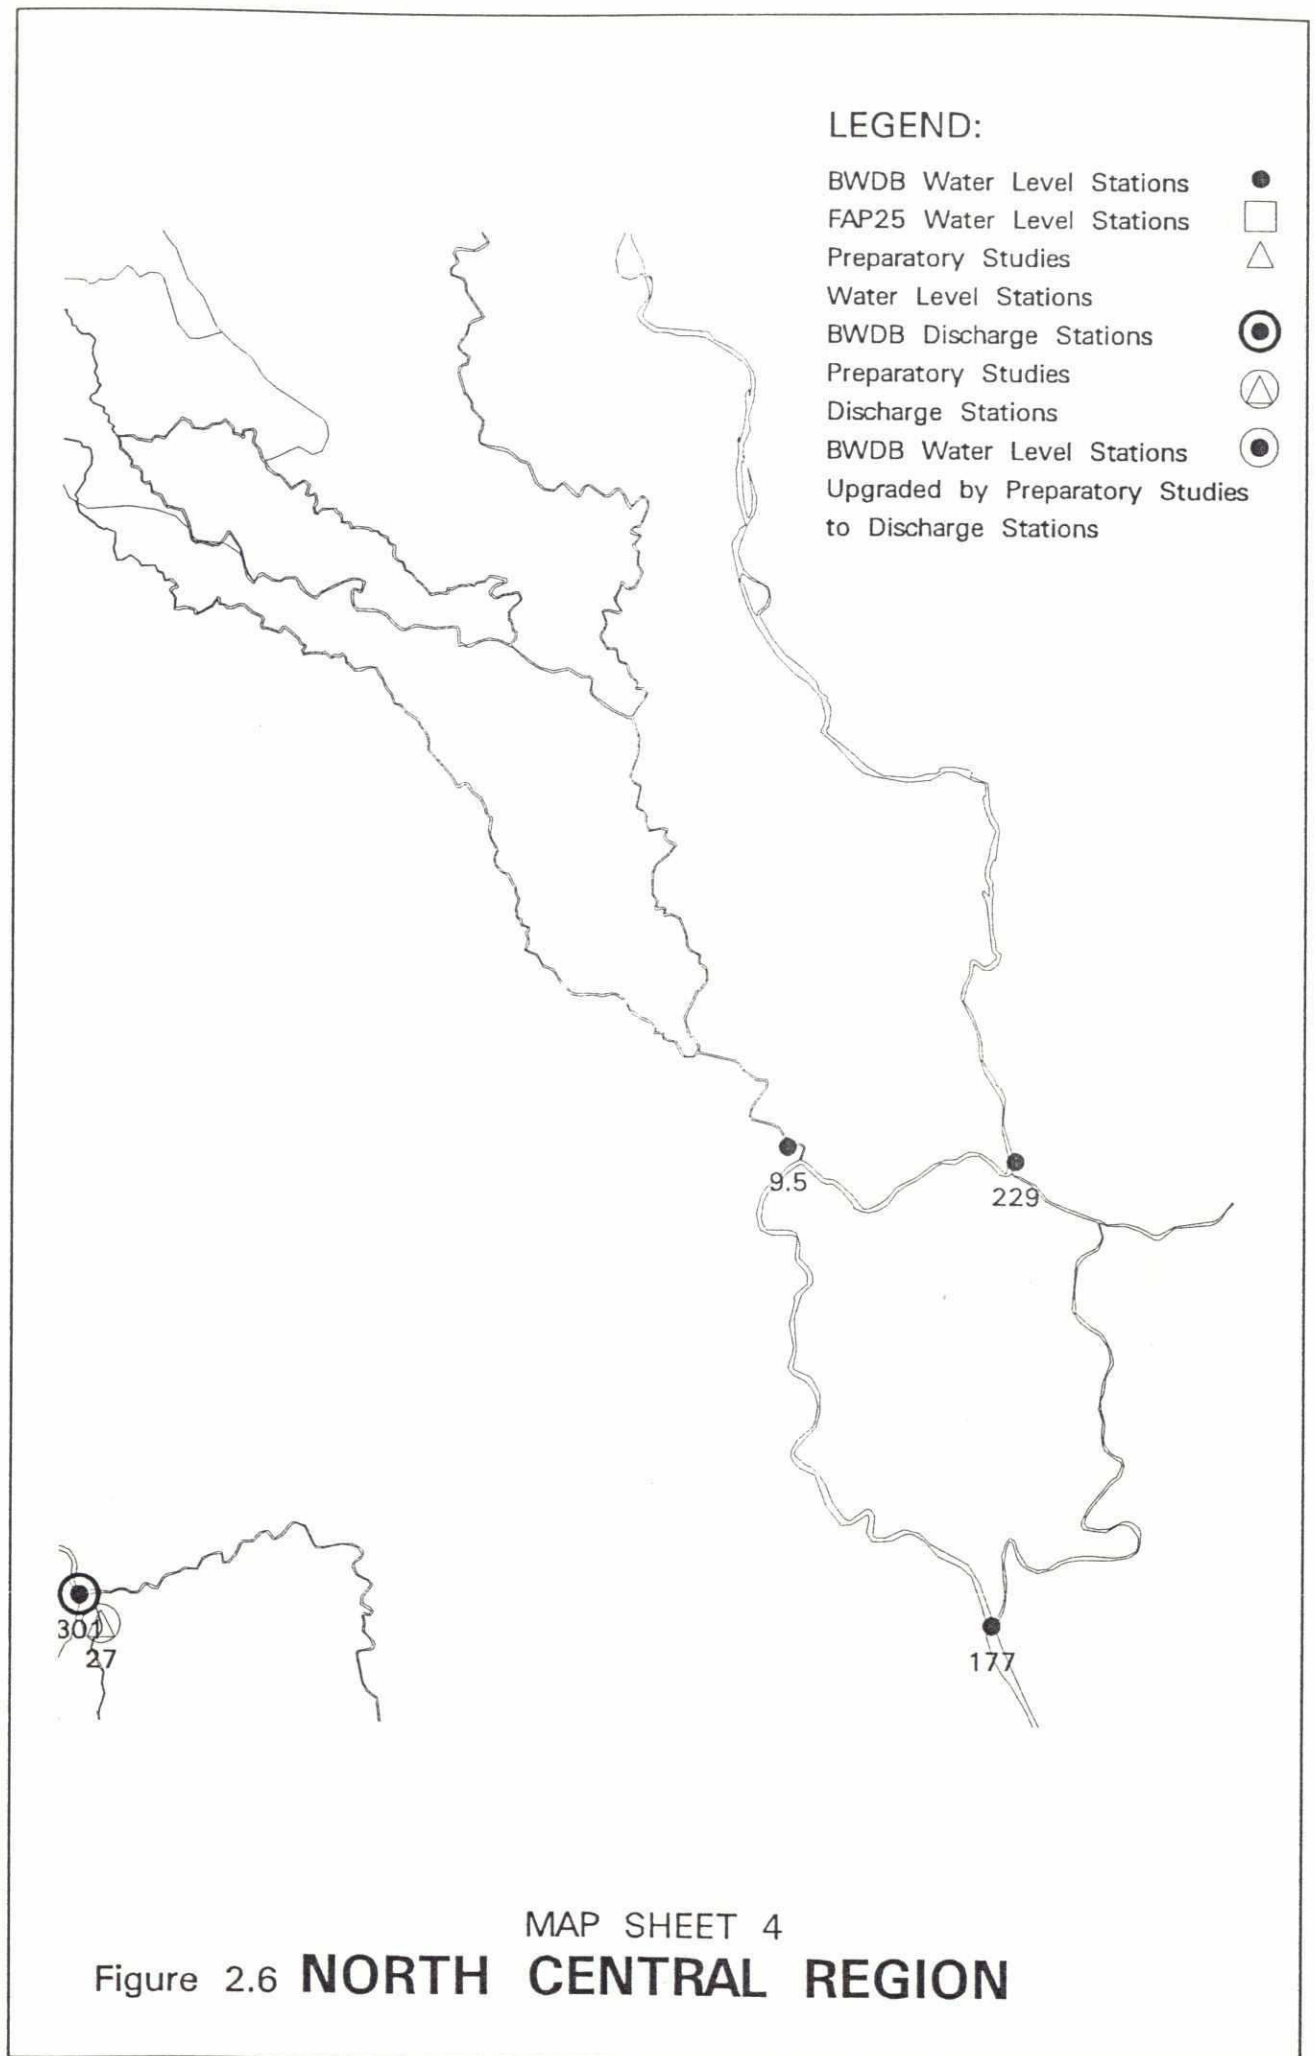 LEGEND:
BWDB Water Level Stations
FAP25 Water Level Stations
Preparatory Studies
Water Level Stations
BWDB Discharge Stations
Preparatory Studies
Discharge Stations
BWDB Water Level Stations
Upgraded by Preparatory Studies
to Discharge Stations
9.5
229
301
27
177
MAP SHEET 4
Figure 2.6 NORTH CENTRAL REGION